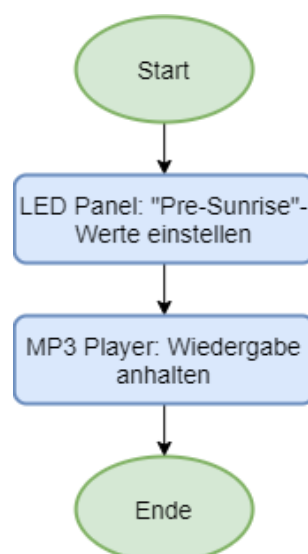 Start
LED Panel: "Pre-Sunrise"-
Werte einstellen
MP3 Player: Wiedergabe
anhalten
Ende